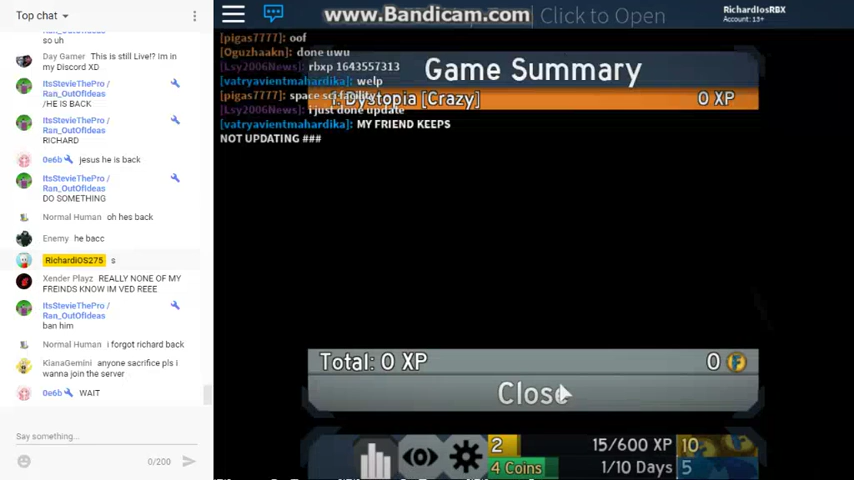 Top chat
Ran_OutOfIdeas
so uh
Day Gamer This is still Live!? Im in
my Discord XD
ItsStevieThePro /
Ran_OutOfIdeas
/HE IS BACK
ItsStevieThePro /
Ran_OutOfIdeas
RICHARD
0e6b jesus he is back
ItsStevieThePro /
Ran_OutOfIdeas
DO SOMETHING
Normal Human oh hes back
Enemy he bacc
RichardiOS275 s
Xender Playz REALLY NONE OF MY
FREINDS KNOW IM VED REEE
ItsStevieThePro /
Ran_OutOfIdeas
ban him
Normal Human i forgot richard back
KianaGemini anyone sacrifice pls i
wanna join the server
0e6b WAIT
Say something...
0/200
www.Bandicam.com
Click to Open
RichardIosRBX
Account: 13+
[pigas7777]: oof
[Oguzhaakn]: done uwu
[Lsy2006News]: rbxp 1643557313
[vatryavientmahardika]: welp
[pigas7777]: space sci facility
[Lsy2006News]: i just done update
[vatryavientmahardika]: MY FRIEND KEEPS
NOT UPDATING ###
Game Summary
1. Dystopia [Crazy] 0 XP
Total: 0 XP 0 F
Close
2 15/600 XP 10
4 Coins 1/10 Days 5